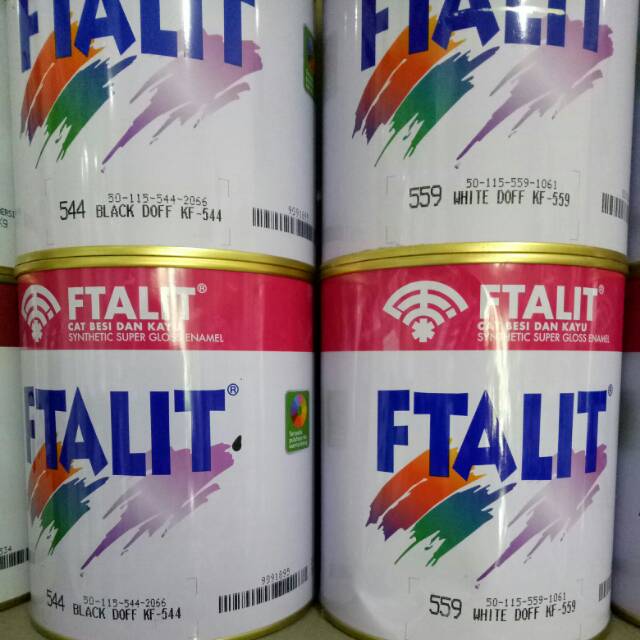 FTALIT
50-115-544-2066
544 BLACK DOFF KF-544
9091095
FTALIT
50-115-559-1061
559 WHITE DOFF KF-559
FTALIT®
CAT BESI DAN KAYU
SYNTHETIC SUPER GLOSS ENAMEL
FTALIT®
50-115-544-2066
544 BLACK DOFF KF-544
9091095
FTALIT®
CAT BESI DAN KAYU
SYNTHETIC SUPER GLOSS ENAMEL
FTALIT®
50-115-559-1061
559 WHITE DOFF KF-559